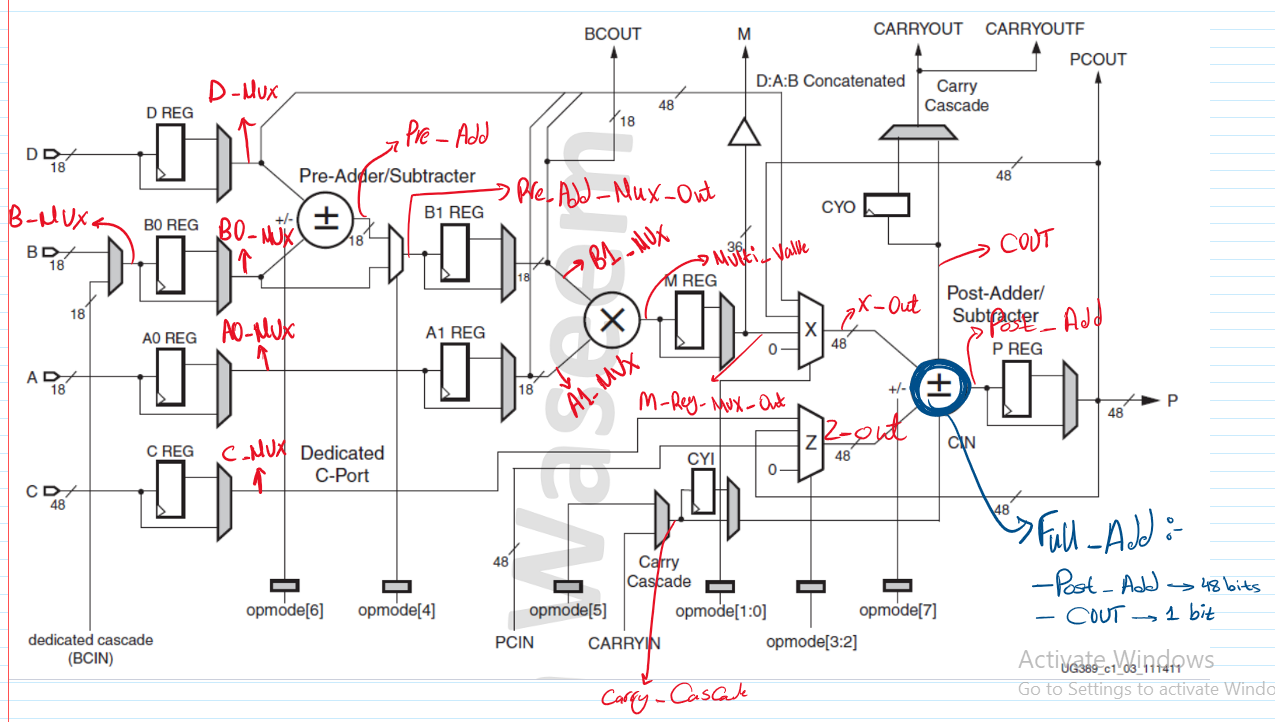 BCOUT
M
CARRYOUT
CARRYOUTF
PCOUT
D:A:B Concatenated
Carry
Cascade
D-MUX
D REG
48
18
Pre-Add
D
18
Pre-Adder/Subtracter
48
Pre-Add-Mux-Out
CYO
B-MUX
B0 REG
B0-MUX
+/-
±
18
B1 REG
B1-MUX
36
COUT
B
18
18
Multi-Value
M REG
Post-Adder/
Subtracter
18
X-Out
X
48
0
×
Post-Add
P REG
A0 REG
A0-MUX
A1 REG
A
18
18
A1-MUX
M-Reg-Mux-Out
+/-
±
48
P
C REG
C-MUX
Dedicated
C-Port
Z-out
Z
48
0
CIN
CYI
C
48
48
Full-Add :-
48
Carry
Cascade
- Post-Add → 48 bits
- COUT → 1 bit
opmode[6]
opmode[4]
opmode[5]
opmode[1:0]
opmode[7]
dedicated cascade
(BCIN)
PCIN
CARRYIN
opmode[3:2]
Carry-Cascade
UG389_c1_03_111411
Waseem
Activate Windows
Go to Settings to activate Windo